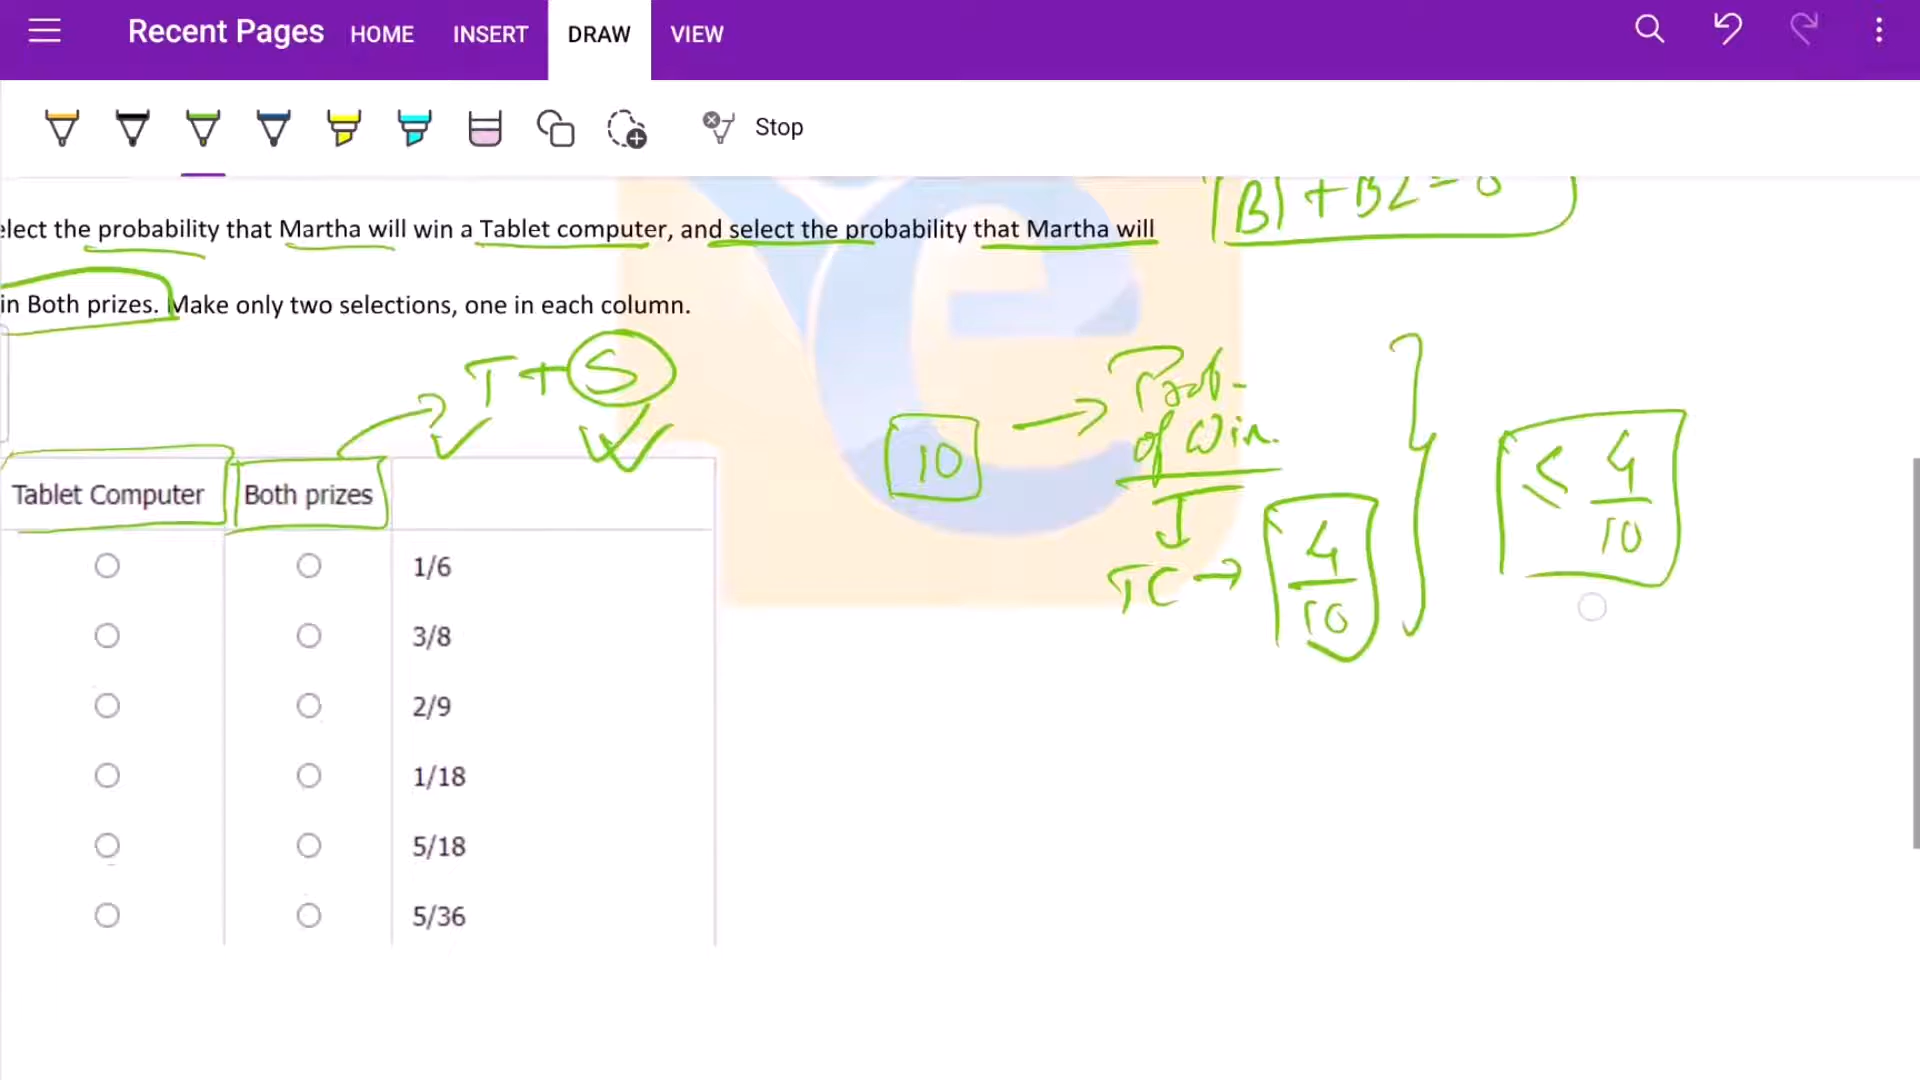 Recent Pages HOME INSERT DRAW VIEW
Stop
B1 + B2 = 8
elect the probability that Martha will win a Tablet computer, and select the probability that Martha will
in Both prizes. Make only two selections, one in each column.
T + S
Tablet Computer Both prizes
1/6
3/8
2/9
1/18
5/18
5/36
10 → Prob.
of Win.
TC → 4/10
≤ 4/10